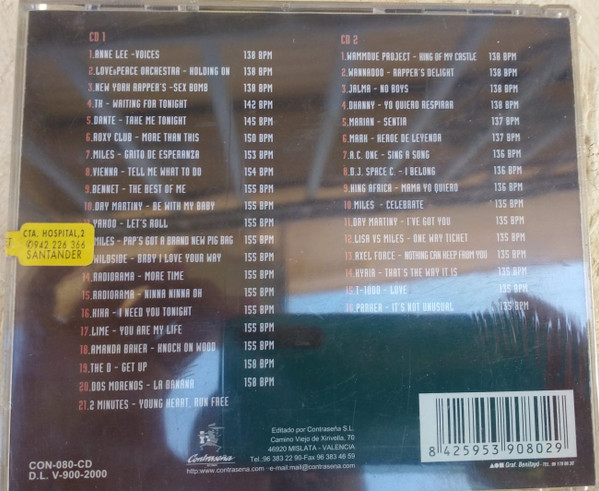 CD 1
1.ANNE LEE -VOICES 138 BPM
2.LOVE&PEACE ORCHESTRA - HOLDING ON 138 BPM
3.NEW YORK RAPPER'S -SEX BOMB 138 BPM
4.TH - WAITING FOR TONIGHT 142 BPM
5.DANTE - TAKE ME TONIGHT 145 BPM
6.ROXY CLUB - MORE THAN THIS 150 BPM
7.MILES - GRITO DE ESPERANZA 153 BPM
8.VIENNA - TELL ME WHAT TO DO 154 BPM
9.BENNET - THE BEST OF ME 155 BPM
10.DRY MARTINY - BE WITH MY BABY 155 BPM
YAHOO - LET'S ROLL 155 BPM
MILES - PAP'S GOT A BRAND NEW PIG BAG 155 BPM
WILDSIDE - BABY I LOVE YOUR WAY 155 BPM
14.RADIORAMA - MORE TIME 155 BPM
15.RADIORAMA - NINNA NINNA OH 155 BPM
16.KIKA - I NEED YOU TONIGHT 155 BPM
17.LIME - YOU ARE MY LIFE 155 BPM
18.AMANDA BAKER - KNOCK ON WOOD 155 BPM
19.THE D - GET UP 158 BPM
20.DOS MORENOS - LA BANANA 158 BPM
21.2 MINUTES - YOUNG HEART, RUN FREE
CD 2
1.WAMMDUE PROJECT - KING OF MY CASTLE 138 BPM
2.WANNADOO - RAPPER'S DELIGHT 138 BPM
3.JALMA - NO BOYS 138 BPM
4.DHANNY - YO QUIERO RESPIRAR 138 BPM
5.MARIAN - SENTIR 137 BPM
6.MARK - HEROE DE LEYENDA 137 BPM
7.A.C. ONE - SING A SONG 136 BPM
8.D.J. SPACE C. - I BELONG 136 BPM
9.KING AFRICA - MAMA YO QUIERO 136 BPM
10.MILES - CELEBRATE 135 BPM
11.DRY MARTINY - I'VE GOT YOU 135 BPM
12.LISA VS MILES - ONE WAY TICKET 135 BPM
13.AXEL FORCE - NOTHING CAN KEEP FROM YOU 135 BPM
14.KYRIA - THAT'S THE WAY IT IS 135 BPM
15.T-1000 - LOVE 135 BPM
16.PARKER - IT'S NOT UNUSUAL 135 BPM
CTA. HOSPITAL,2
✆942 226 366
SANTANDER
CON-080-CD
D.L. V-900-2000
Contraseña
Editado por Contraseña S.L.
Camino Viejo de Xirivella, 70
46920 MISLATA - VALENCIA
Tel.:96 383 22 90-Fax 96 383 46 59
http://www.contrasena.com - e-mail:mail@contrasena.com
8 425953 908029
Graf. Benlloyd